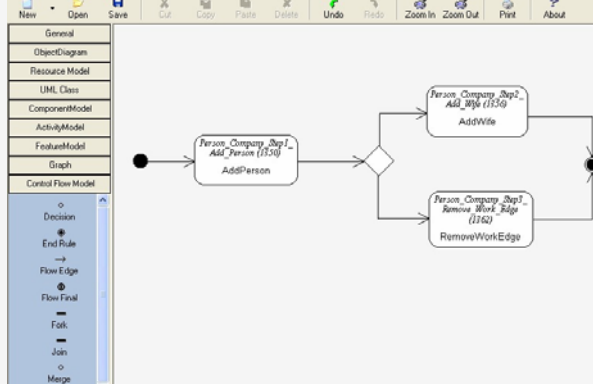 New Open Save Cut Copy Paste Delete Undo Redo Zoom In Zoom Out Print About
General
ObjectDiagram
Resource Model
UML Class
ComponentModel
ActivityModel
FeatureModel
Graph
Control Flow Model
Decision
End Rule
Flow Edge
Flow Final
Fork
Join
Merge
Person_Company_Step1_
Add_Person (1350)
AddPerson
Person_Company_Step2_
Add_Wife (1356)
AddWife
Person_Company_Step3_
Remove_Work_Edge
(1362)
RemoveWorkEdge